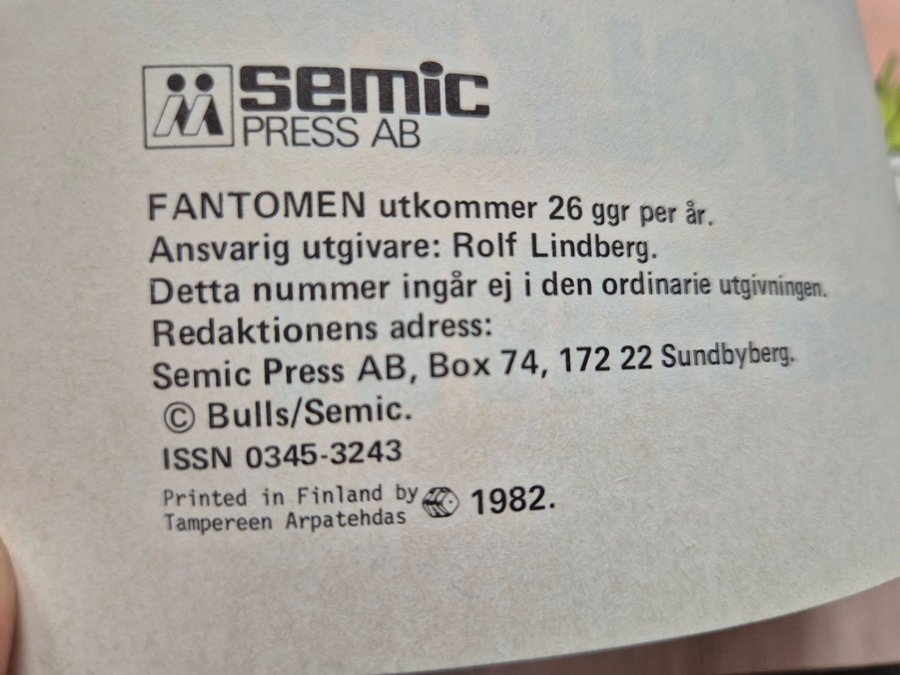 semic
PRESS AB
FANTOMEN utkommer 26 ggr per år.
Ansvarig utgivare: Rolf Lindberg.
Detta nummer ingår ej i den ordinarie utgivningen.
Redaktionens adress:
Semic Press AB, Box 74, 172 22 Sundbyberg.
© Bulls/Semic.
ISSN 0345-3243
Printed in Finland by
Tampereen Arpatehdas 1982.